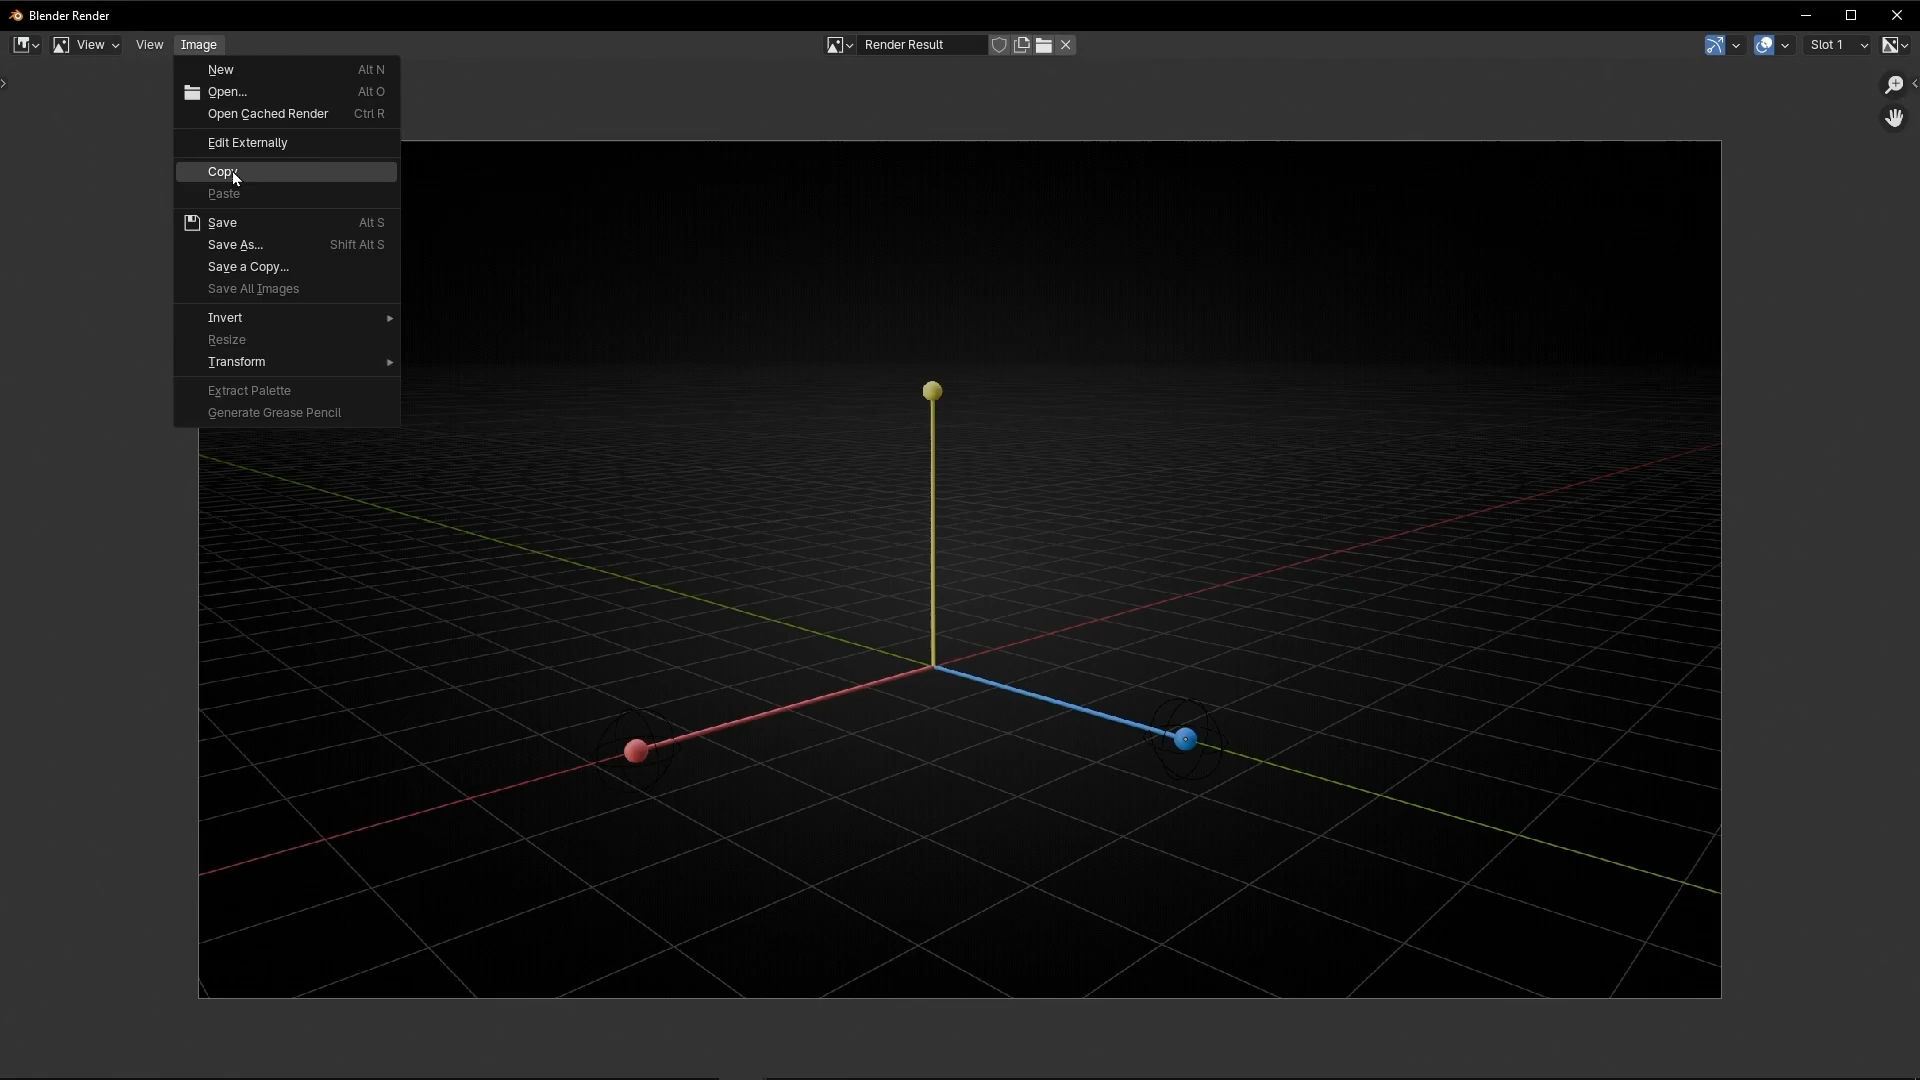 Blender Render
View View Image Render Result Slot 1
New Alt N
Open... Alt O
Open Cached Render Ctrl R
Edit Externally
Copy
Paste
Save Alt S
Save As... Shift Alt S
Save a Copy...
Save All Images
Invert
Resize
Transform
Extract Palette
Generate Grease Pencil